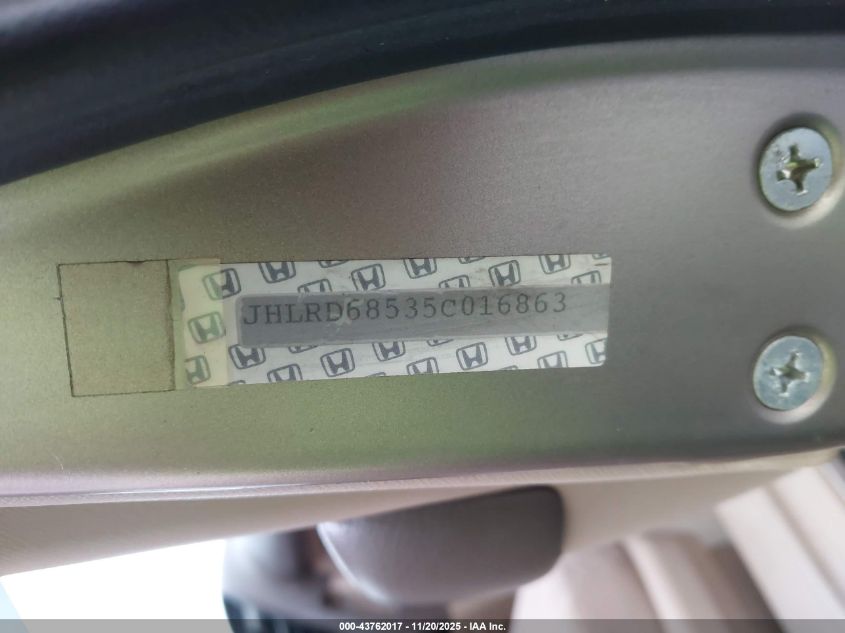 JHLRD68535C016863
000-43762017 - 11/20/2025 - IAA Inc.